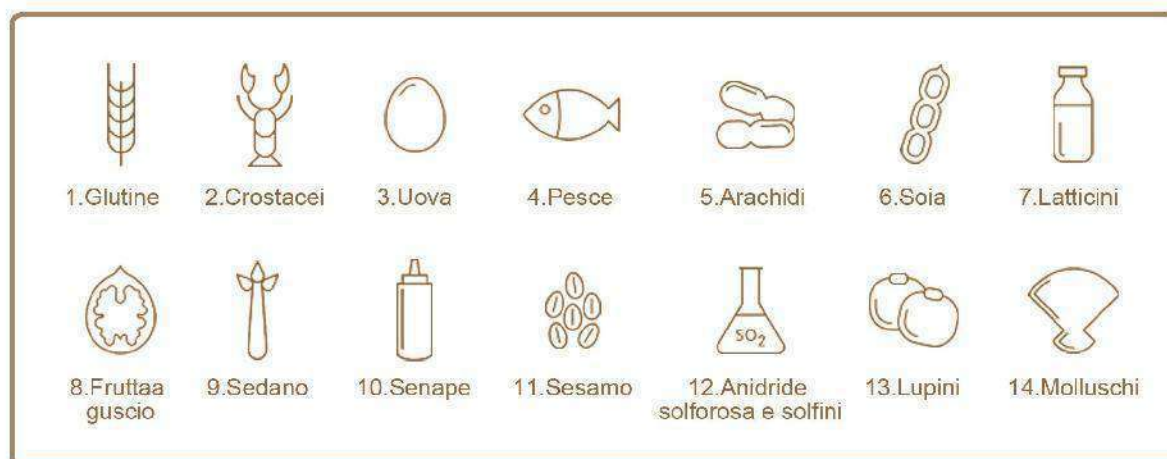 1.Glutine 2.Crostacei 3.Uova 4.Pesce 5.Arachidi 6.Soia 7.Latticini
SO2
8.Fruttaa 9.Sedano 10.Senape 11.Sesamo 12.Anidride 13.Lupini 14.Molluschi
guscio solforosa e solfini